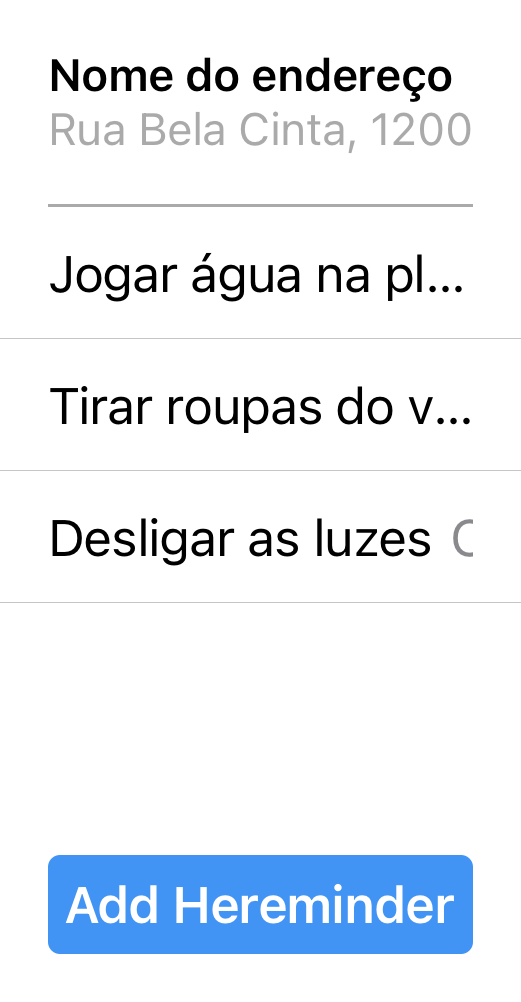 Nome do endereço
Rua Bela Cinta, 1200
Jogar água na pl...
Tirar roupas do v...
Desligar as luzes
Add Hereminder